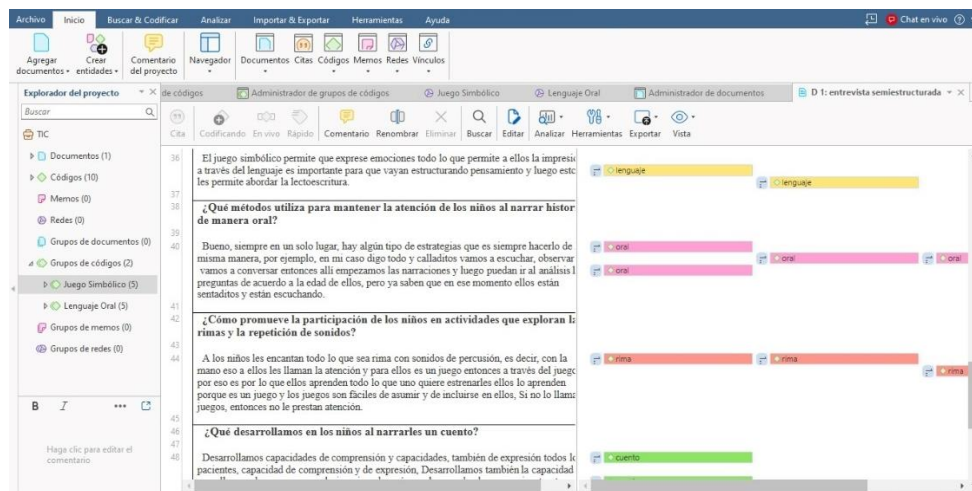 Archivo Inicio Buscar & Codificar Analizar Importar & Exportar Herramientas Ayuda
Chat en vivo
Agregar documentos
Crear entidades
Comentario del proyecto
Navegador
Documentos Citas Códigos Memos Redes Vínculos
Explorador del proyecto
Buscar
TIC
Documentos (1)
Códigos (10)
Memos (0)
Redes (0)
Grupos de documentos (0)
Grupos de códigos (2)
Juego Simbólico (5)
Lenguaje Oral (5)
Grupos de memos (0)
Grupos de redes (0)
B I ...
Haga clic para editar el
comentario
de códigos Administrador de grupos de códigos Juego Simbólico Lenguaje Oral Administrador de documentos D 1: entrevista semiestructurada
Cita Codificando En vivo Rápido Comentario Renombrar Eliminar Buscar Editar Analizar Herramientas Exportar Vista
36 El juego simbólico permite que exprese emociones todo lo que permite a ellos la impresió
a través del lenguaje es importante para que vayan estructurando pensamiento y luego esto
les permite abordar la lectoescritura.
37
38 ¿Qué métodos utiliza para mantener la atención de los niños al narrar histor
de manera oral?
39
40 Bueno, siempre en un solo lugar, hay algún tipo de estrategias que es siempre hacerlo de
misma manera, por ejemplo, en mi caso digo todo y calladitos vamos a escuchar, observar
vamos a conversar entonces allí empezamos las narraciones y luego puedan ir al análisis
preguntas de acuerdo a la edad de ellos, pero ya saben que en ese momento ellos están
sentaditos y están escuchando.
41
42 ¿Cómo promueve la participación de los niños en actividades que exploran la
rimas y la repetición de sonidos?
43
44 A los niños les encantan todo lo que sea rima con sonidos de percusión, es decir, con la
mano eso a ellos les llaman la atención y para ellos es un juego entonces a través del juego
por eso es por lo que ellos aprenden todo lo que uno quiere estrenarles ellos lo aprenden
porque es un juego y los juegos son fáciles de asumir y de incluirse en ellos, Si no lo llama
juegos, entonces no le prestan atención.
45
46 ¿Qué desarrollamos en los niños al narrarles un cuento?
47
48 Desarrollamos capacidades de comprensión y capacidades, también de expresión todos lo
pacientes, capacidad de comprensión y de expresión, Desarrollamos también la capacidad
lenguaje
lenguaje
oral
oral
oral
oral
rima
rima
rima
cuento